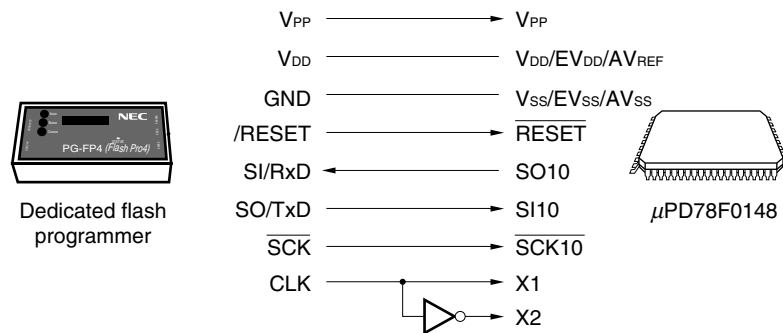 VPP VPP
VDD VDD/EVDD/AVREF
GND VSS/EVSS/AVSS
/RESET RESET
SI/RxD SO10
SO/TxD SI10
SCK SCK10
CLK X1
X2
NEC
PG-FP4 (Flash Pro4)
Dedicated flash
programmer
μPD78F0148